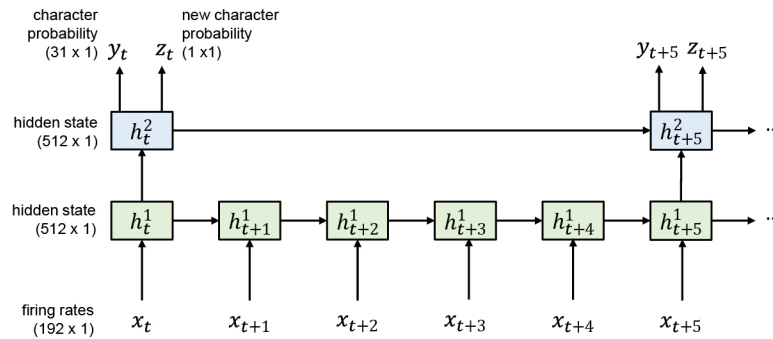 character probability (31 x 1)
y_t
z_t
new character probability (1 x1)
y_{t+5}
z_{t+5}
hidden state (512 x 1)
h_t^2
h_{t+5}^2
...
hidden state (512 x 1)
h_t^1
h_{t+1}^1
h_{t+2}^1
h_{t+3}^1
h_{t+4}^1
h_{t+5}^1
...
firing rates (192 x 1)
x_t
x_{t+1}
x_{t+2}
x_{t+3}
x_{t+4}
x_{t+5}